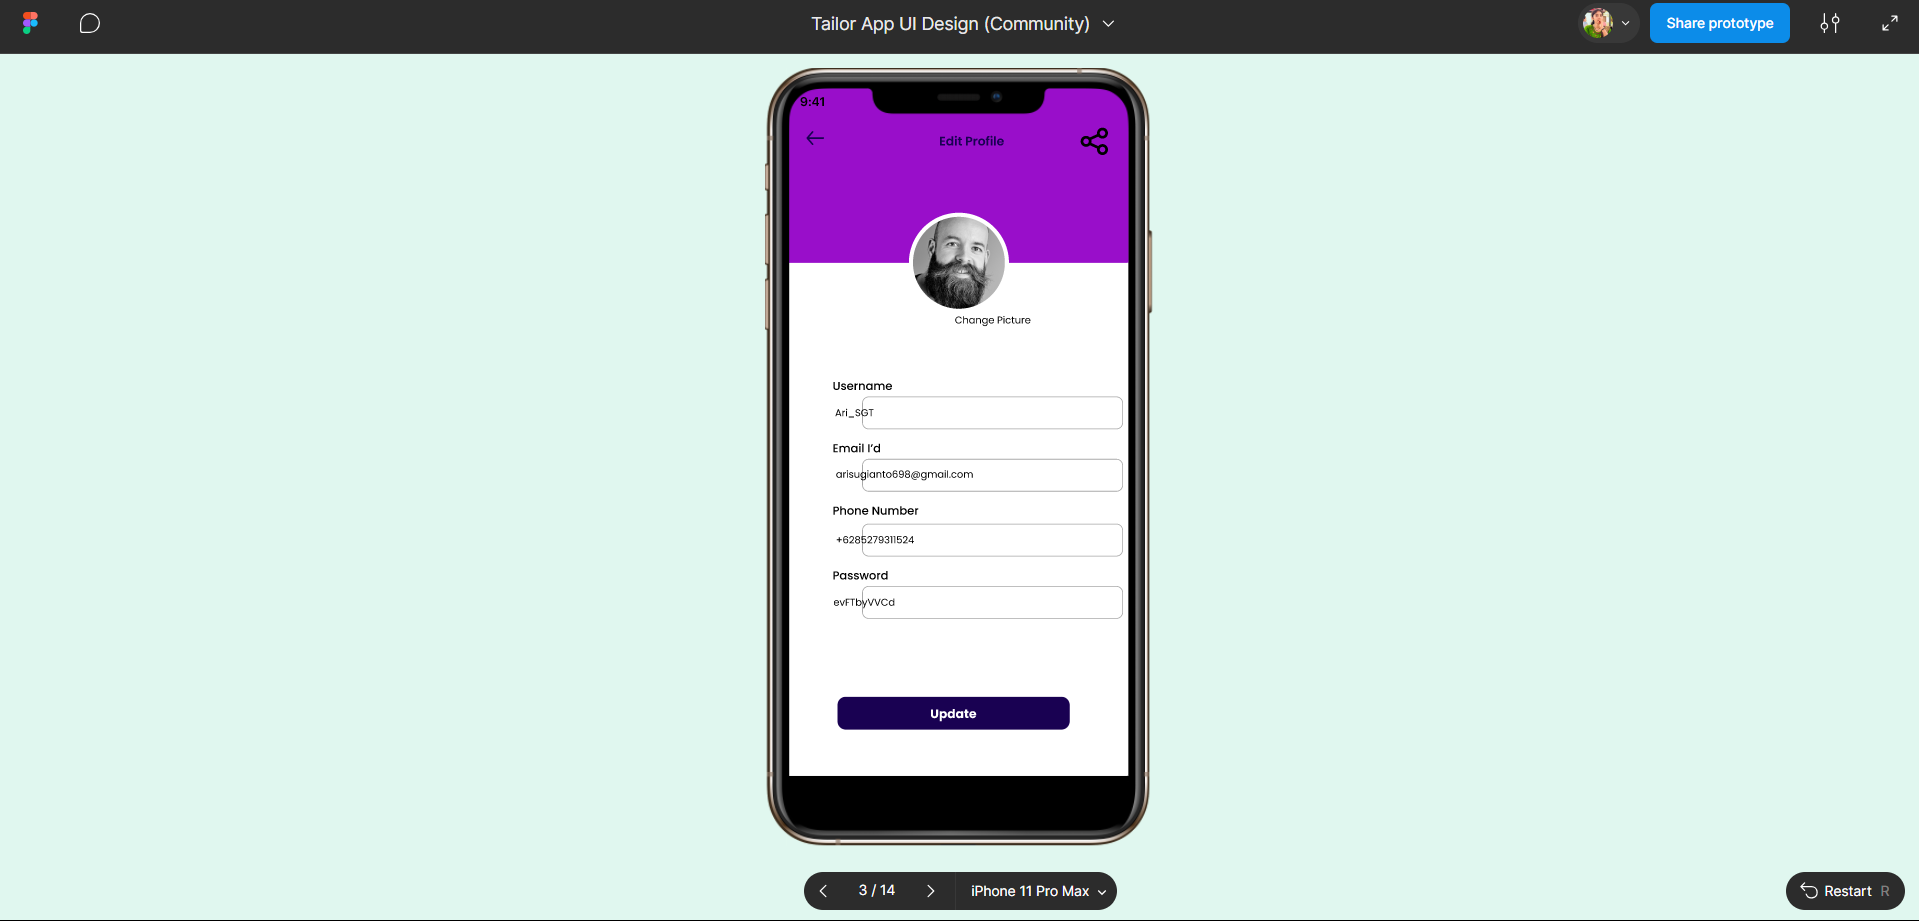 Tailor App UI Design (Community)
Share prototype
9:41
Edit Profile
Change Picture
Username
Ari_SGT
Email I'd
arisugianto698@gmail.com
Phone Number
+6285279311524
Password
evFTbyVVCd
Update
3 / 14
iPhone 11 Pro Max
Restart R